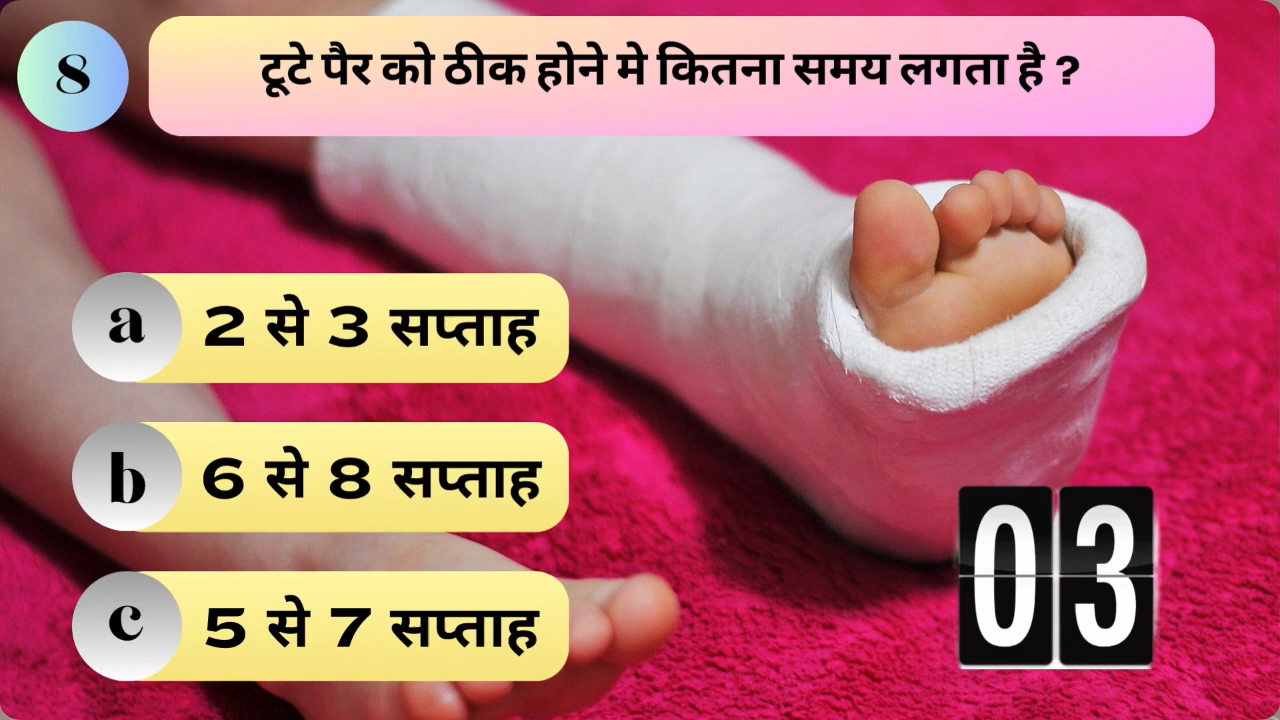 8
टूटे पैर को ठीक होने मे कितना समय लगता है ?
a
2 से 3 सप्ताह
b
6 से 8 सप्ताह
c
5 से 7 सप्ताह
03